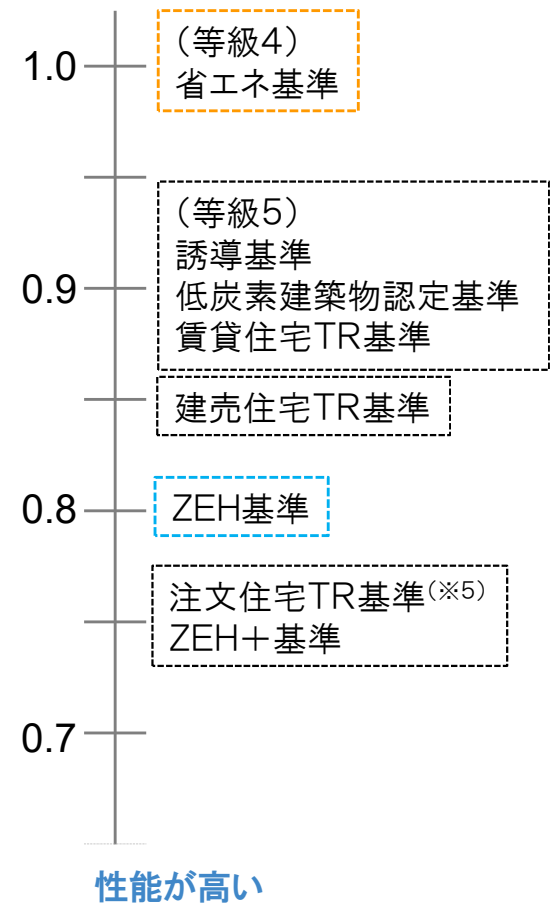 1.0
(等級4)
省エネ基準
(等級5)
誘導基準
0.9
低炭素建築物認定基準
賃貸住宅TR基準
建売住宅TR基準
0.8
ZEH基準
注文住宅TR基準(※5)
ZEH+基準
0.7
性能が高い